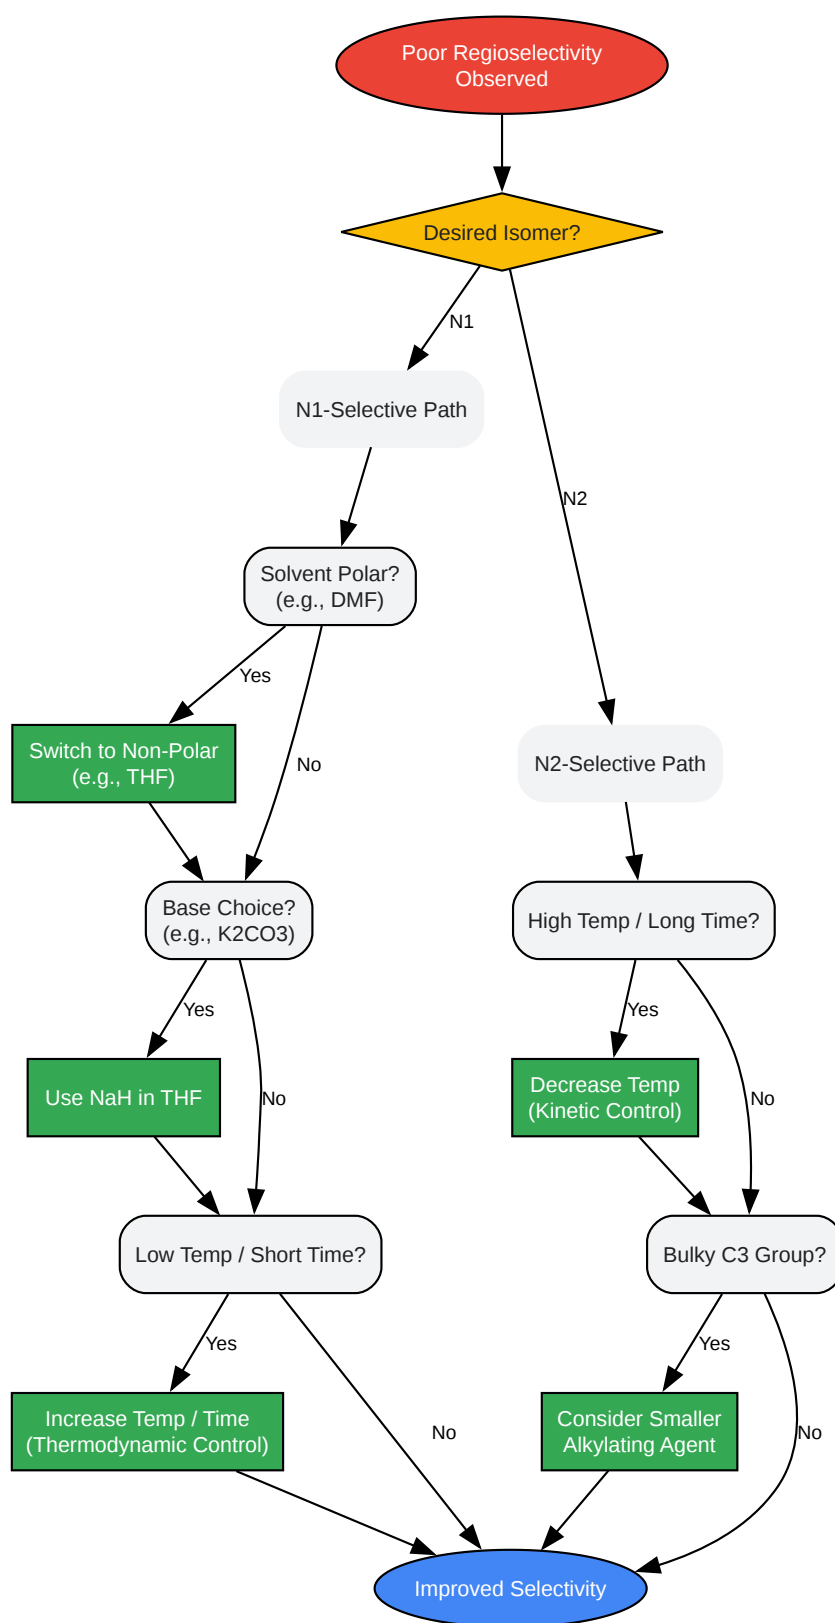 Poor Regioselectivity
Observed
Desired Isomer?
N1
N1-Selective Path
N2
Solvent Polar?
(e.g., DMF)
Yes
No
Switch to Non-Polar
(e.g., THF)
N2-Selective Path
Base Choice?
(e.g., K2CO3)
High Temp / Long Time?
Yes
No
Yes
No
Use NaH in THF
Decrease Temp
(Kinetic Control)
Low Temp / Short Time?
Bulky C3 Group?
Yes
No
Yes
No
Increase Temp / Time
(Thermodynamic Control)
Consider Smaller
Alkylating Agent
Improved Selectivity